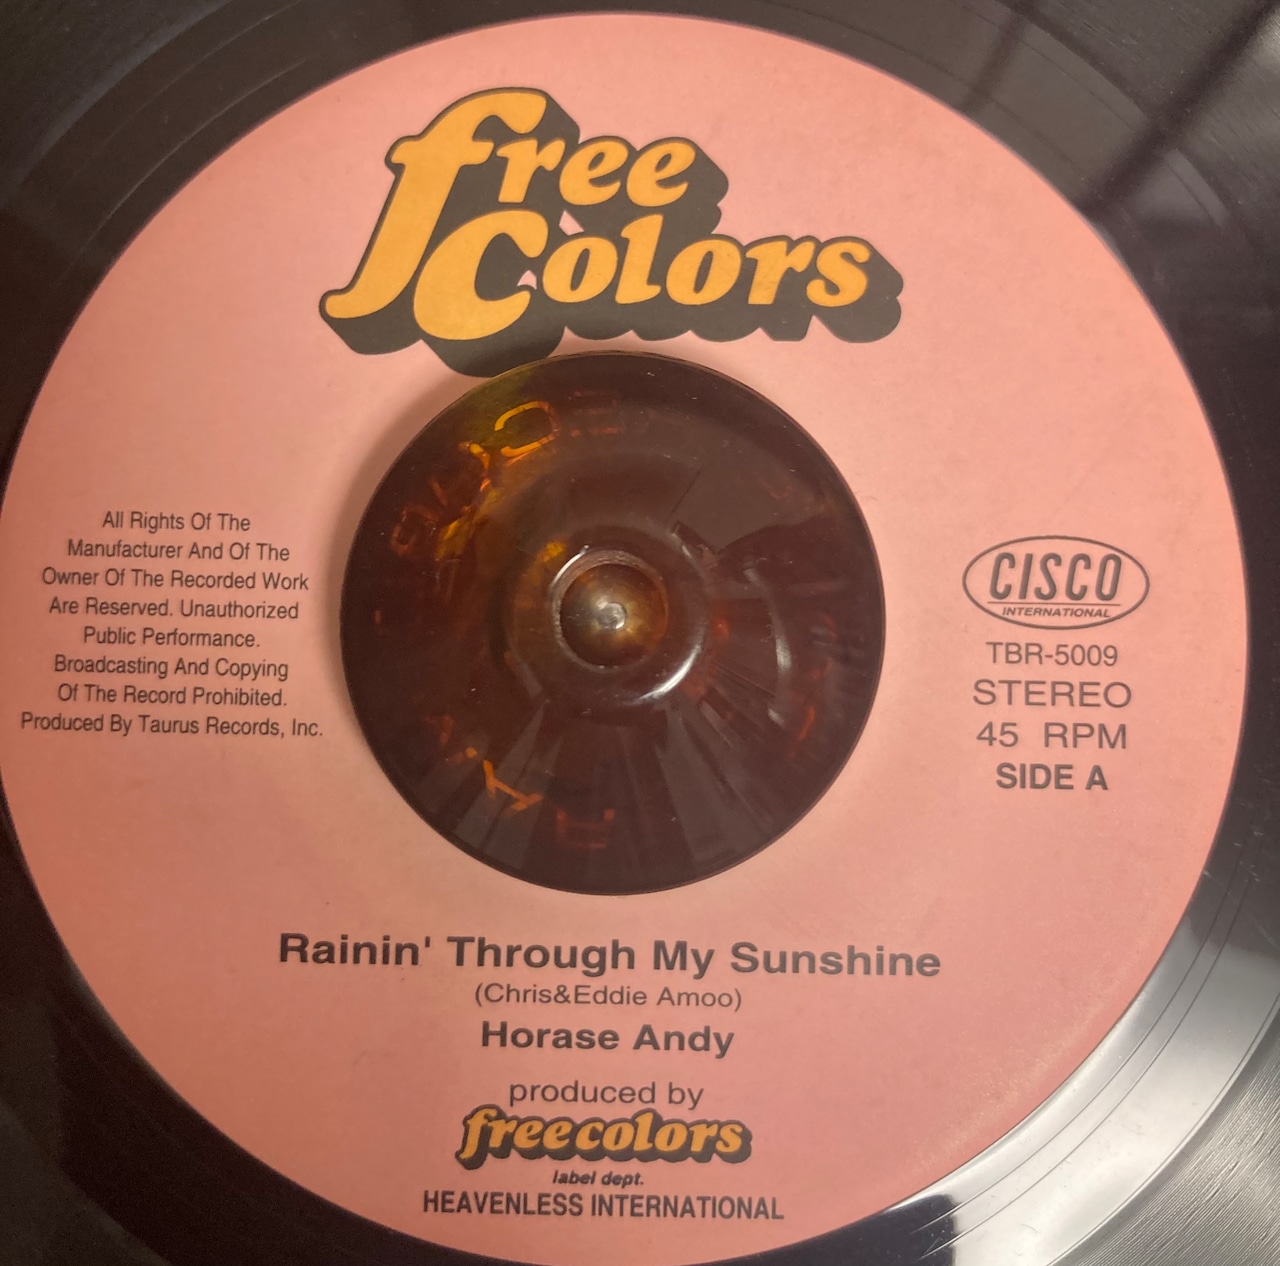 free
Colors
All Rights Of The
Manufacturer And Of The
Owner Of The Recorded Work
Are Reserved. Unauthorized
Public Performance.
Broadcasting And Copying
Of The Record Prohibited.
Produced By Taurus Records, Inc.
CISCO
INTERNATIONAL
TBR-5009
STEREO
45 RPM
SIDE A
Rainin' Through My Sunshine
(Chris&Eddie Amoo)
Horase Andy
produced by
freecolors
label dept.
HEAVENLESS INTERNATIONAL